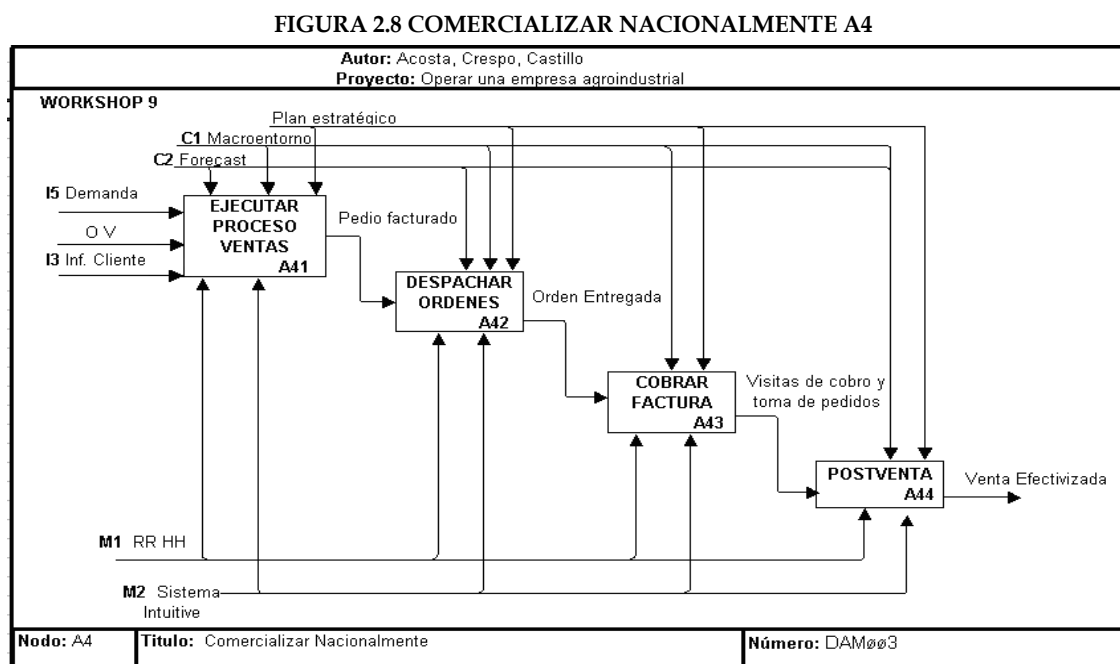 FIGURA 2.8 COMERCIALIZAR NACIONALMENTE A4
Autor: Acosta, Crespo, Castillo
Proyecto: Operar una empresa agroindustrial
WORKSHOP 9
Plan estratégico
C1 Macroentorno
C2 Forecast
I5 Demanda
O V
I3 Inf. Cliente
EJECUTAR
PROCESO
VENTAS
A41
Pedio facturado
DESPACHAR
ORDENES
A42
Orden Entregada
COBRAR
FACTURA
A43
Visitas de cobro y
toma de pedidos
POSTVENTA
A44
Venta Efectivizada
M1 RR HH
M2 Sistema
Intuitive
Nodo: A4
Titulo: Comercializar Nacionalmente
Número: DAMøø3